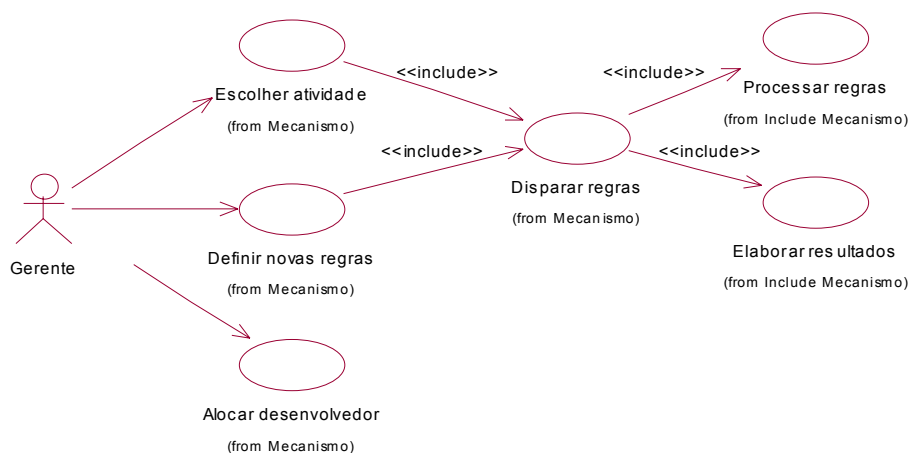 <<include>>
<<include>>
Escolher atividade
(from Mecanismo)
Processar regras
(from Include Mecanismo)
<<include>>
<<include>>
Disparar regras
(from Mecanismo)
Gerente
Definir novas regras
(from Mecanismo)
Elaborar resultados
(from Include Mecanismo)
Alocar desenvolvedor
(from Mecanismo)